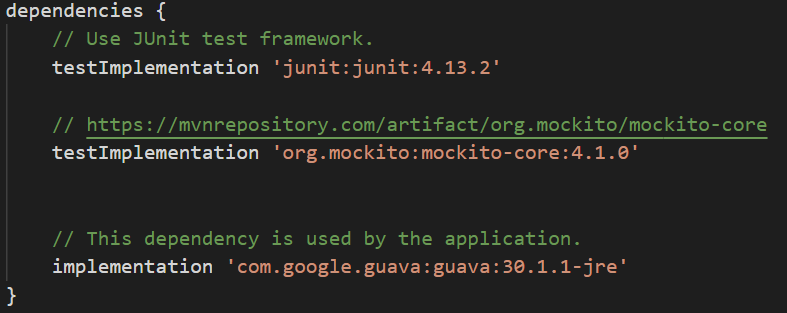 dependencies {
// Use JUnit test framework.
testImplementation 'junit:junit:4.13.2'
// https://mvnrepository.com/artifact/org.mockito/mockito-core
testImplementation 'org.mockito:mockito-core:4.1.0'
// This dependency is used by the application.
implementation 'com.google.guava:guava:30.1.1-jre'
}